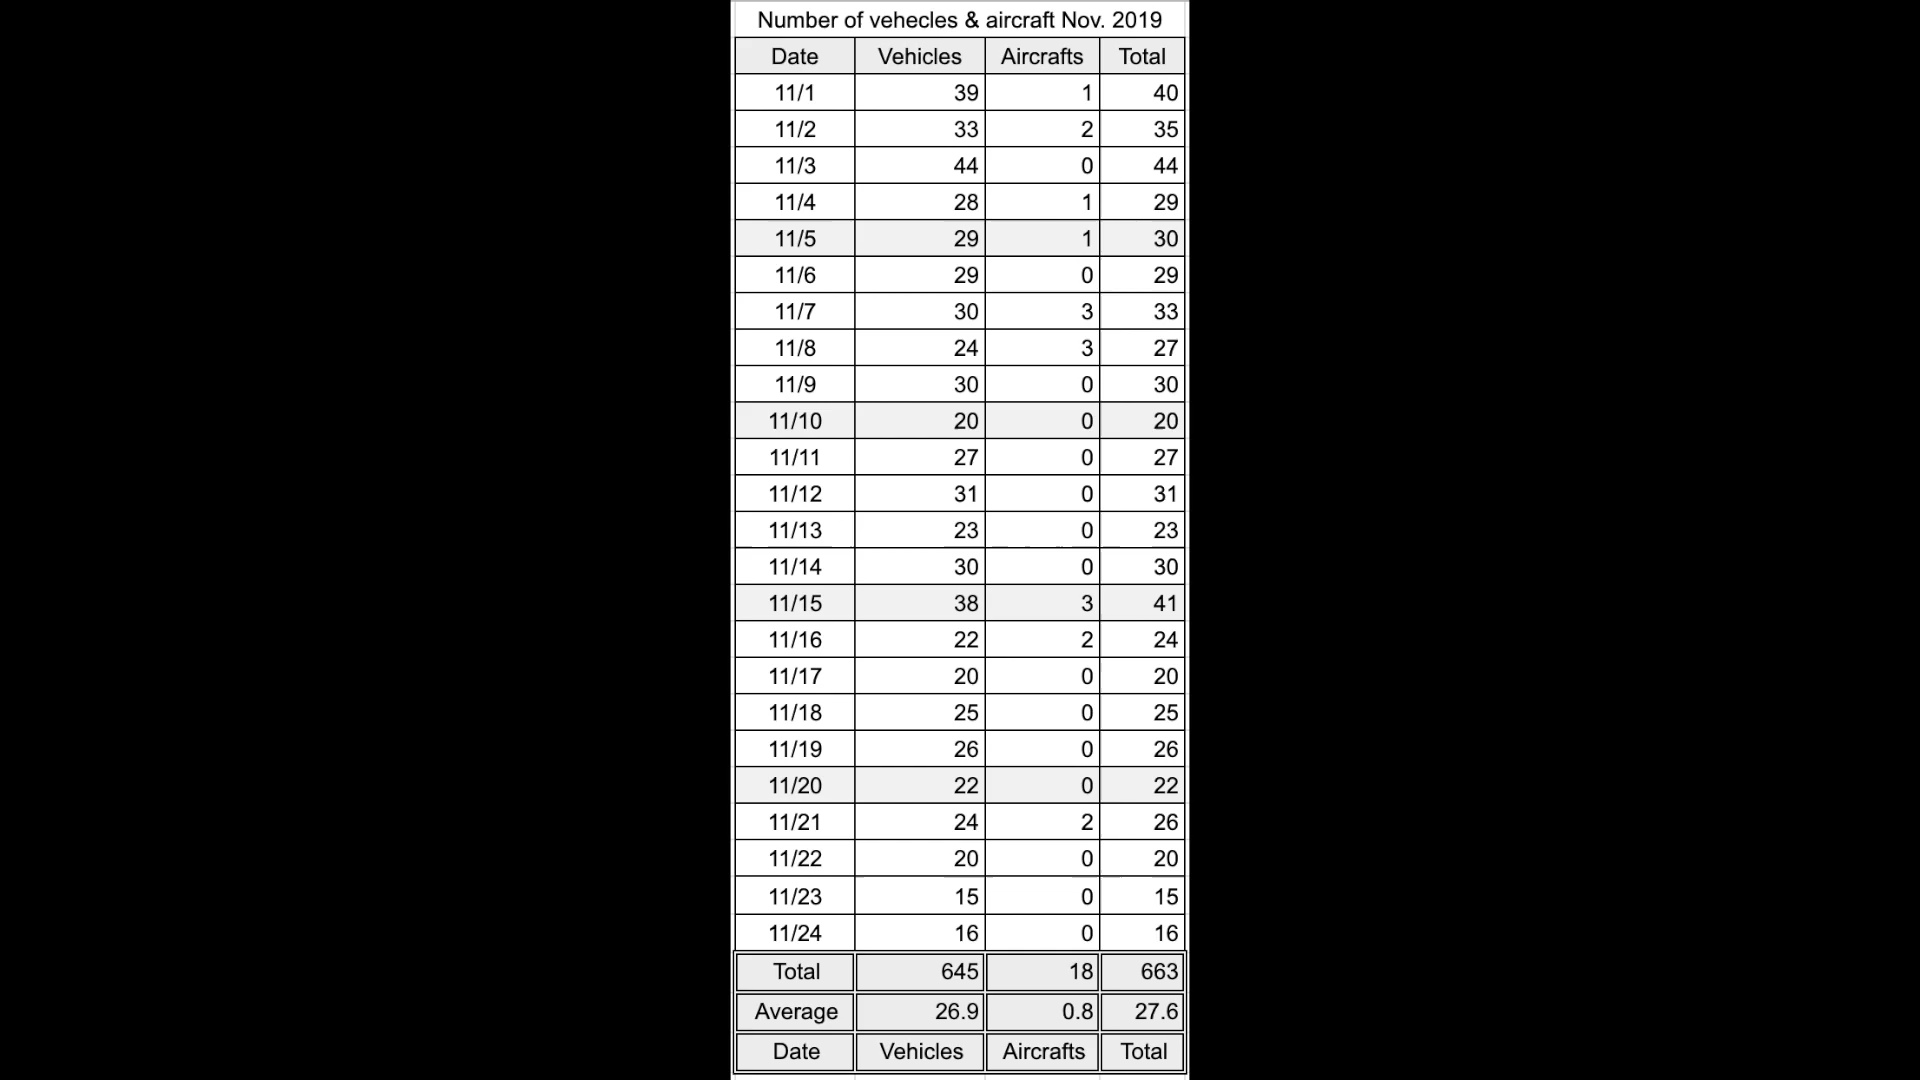 Number of vehecles & aircraft Nov. 2019
Date Vehicles Aircrafts Total
11/1 39 1 40
11/2 33 2 35
11/3 44 0 44
11/4 28 1 29
11/5 29 1 30
11/6 29 0 29
11/7 30 3 33
11/8 24 3 27
11/9 30 0 30
11/10 20 0 20
11/11 27 0 27
11/12 31 0 31
11/13 23 0 23
11/14 30 0 30
11/15 38 3 41
11/16 22 2 24
11/17 20 0 20
11/18 25 0 25
11/19 26 0 26
11/20 22 0 22
11/21 24 2 26
11/22 20 0 20
11/23 15 0 15
11/24 16 0 16
Total 645 18 663
Average 26.9 0.8 27.6
Date Vehicles Aircrafts Total